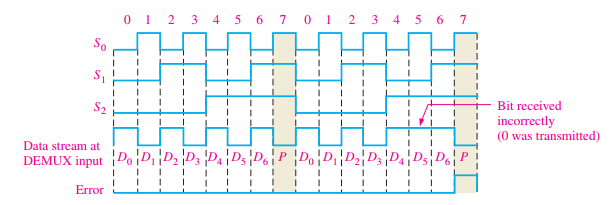 0 1 2 3 4 5 6 7 0 1 2 3 4 5 6 7
S0
S1
S2
Bit received
incorrectly
(0 was transmitted)
Data stream at
DEMUX input
D0 D1 D2 D3 D4 D5 D6 P D0 D1 D2 D3 D4 D5 D6 P
Error